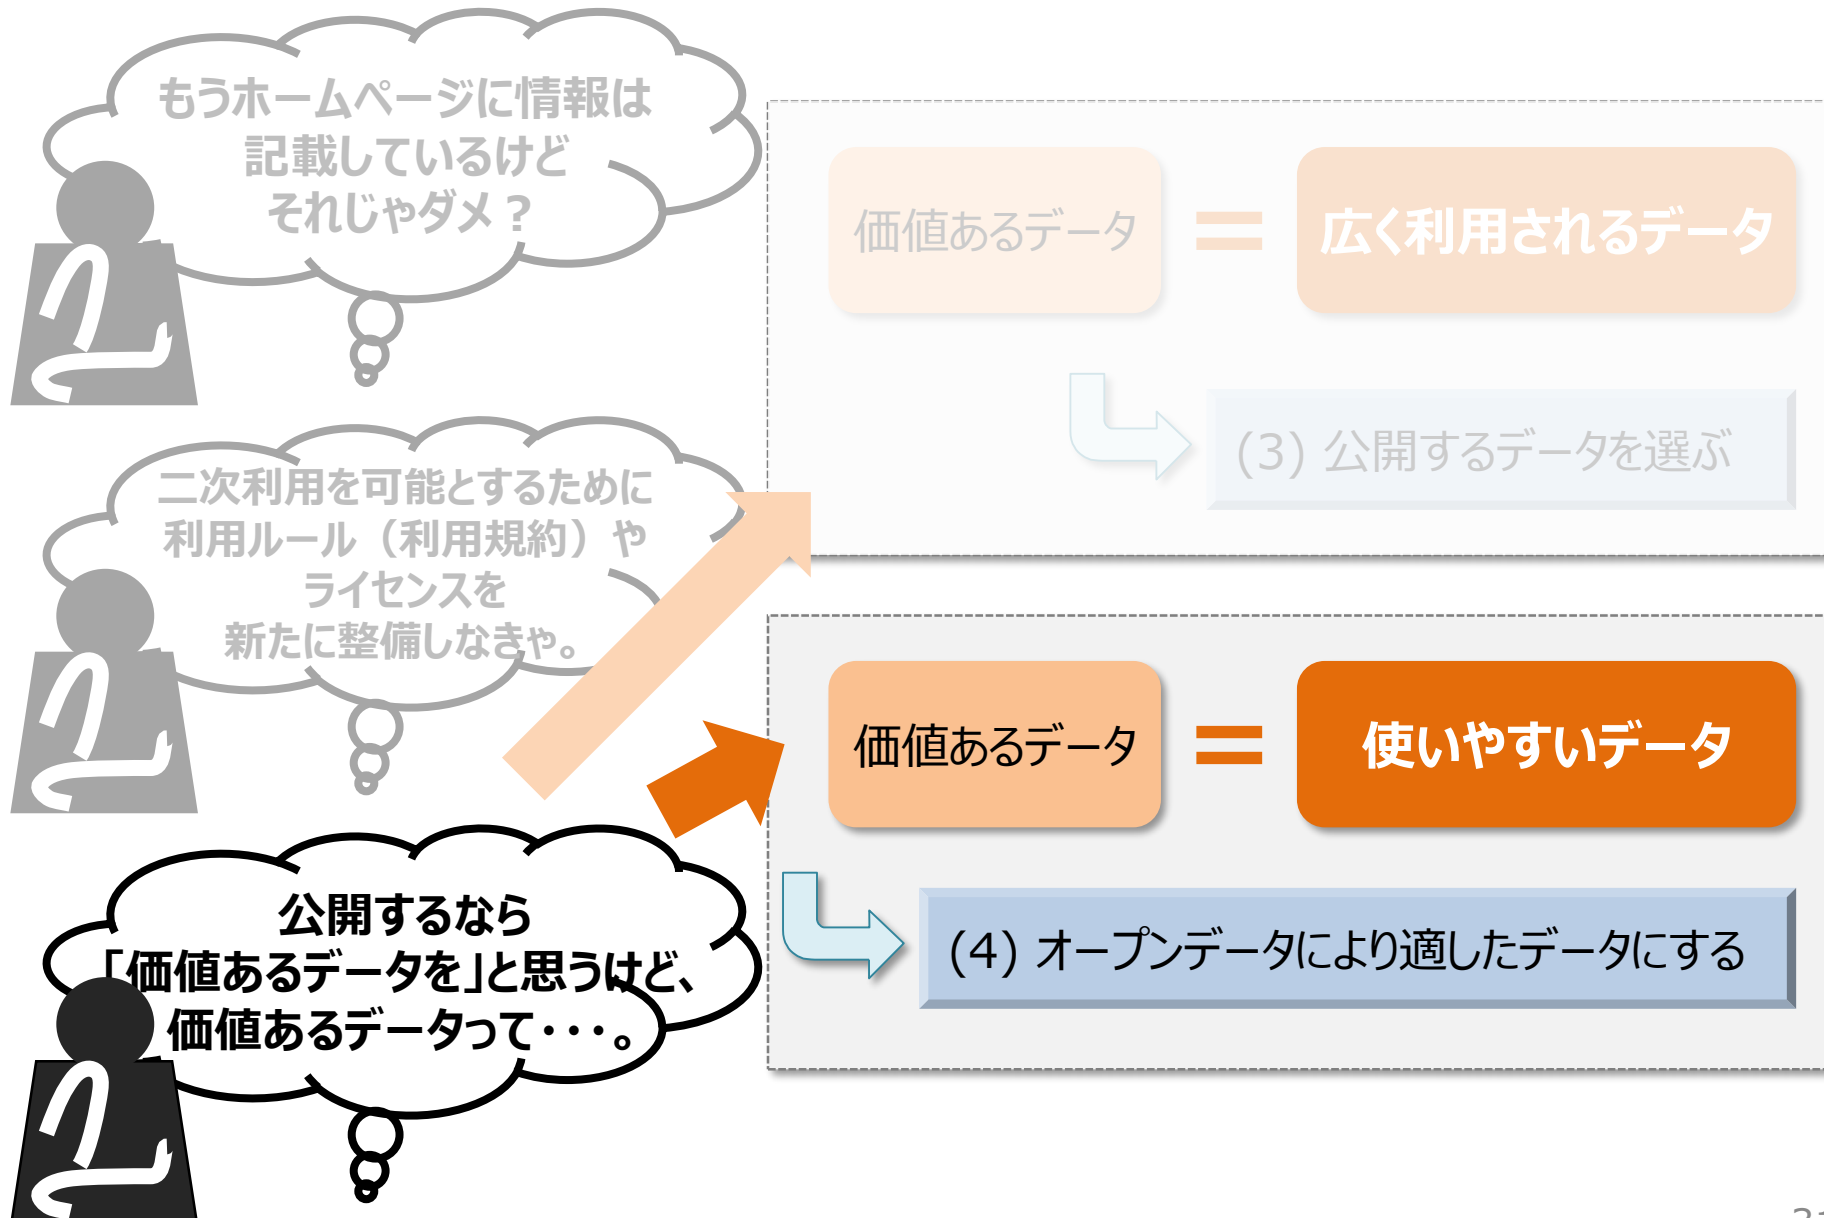 もうホームページに情報は
記載しているけど
それじゃダメ？
二次利用を可能とするために
利用ルール（利用規約）や
ライセンスを
新たに整備しなきゃ。
公開するなら
「価値あるデータを」と思うけど、
価値あるデータって・・・。
価値あるデータ
＝
広く利用されるデータ
(3) 公開するデータを選ぶ
価値あるデータ
＝
使いやすいデータ
(4) オープンデータにより適したデータにする